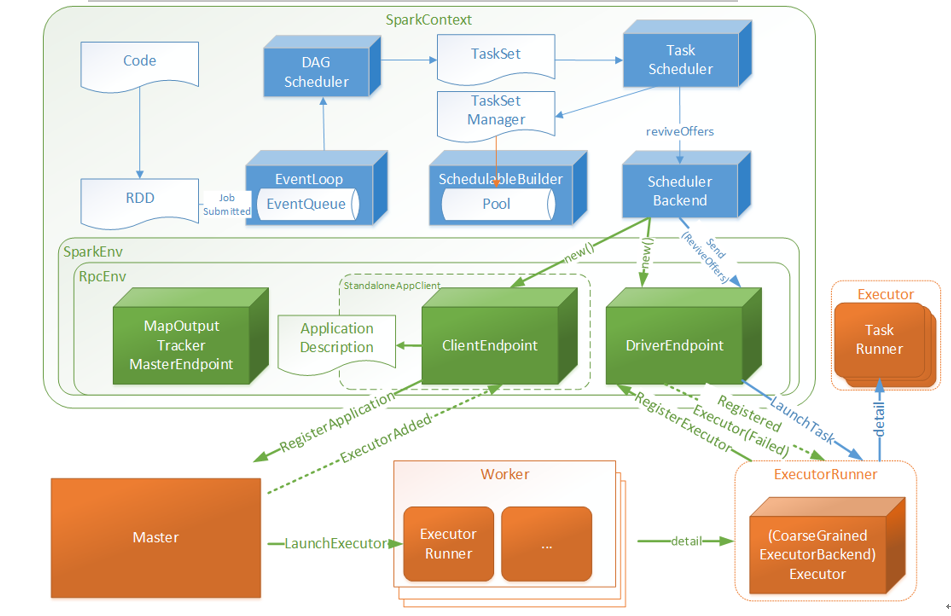 SparkContext
Code
DAG
Scheduler
TaskSet
Task
Scheduler
TaskSet
Manager
reviveOffers
RDD
Job
Submitted
EventLoop
EventQueue
SchedulableBuilder
Pool
Scheduler
Backend
SparkEnv
RpcEnv
new()
new()
Send
(ReviveOffers)
StandaloneAppClient
MapOutput
Tracker
MasterEndpoint
Application
Description
ClientEndpoint
DriverEndpoint
Executor
Task
Runner
RegisterApplication
ExecutorAdded
RegisterExecutor
Registered
Executor(Failed)
LaunchTask
detail
Master
LaunchExecutor
Worker
Executor
Runner
...
detail
ExecutorRunner
(CoarseGrained
ExecutorBackend)
Executor